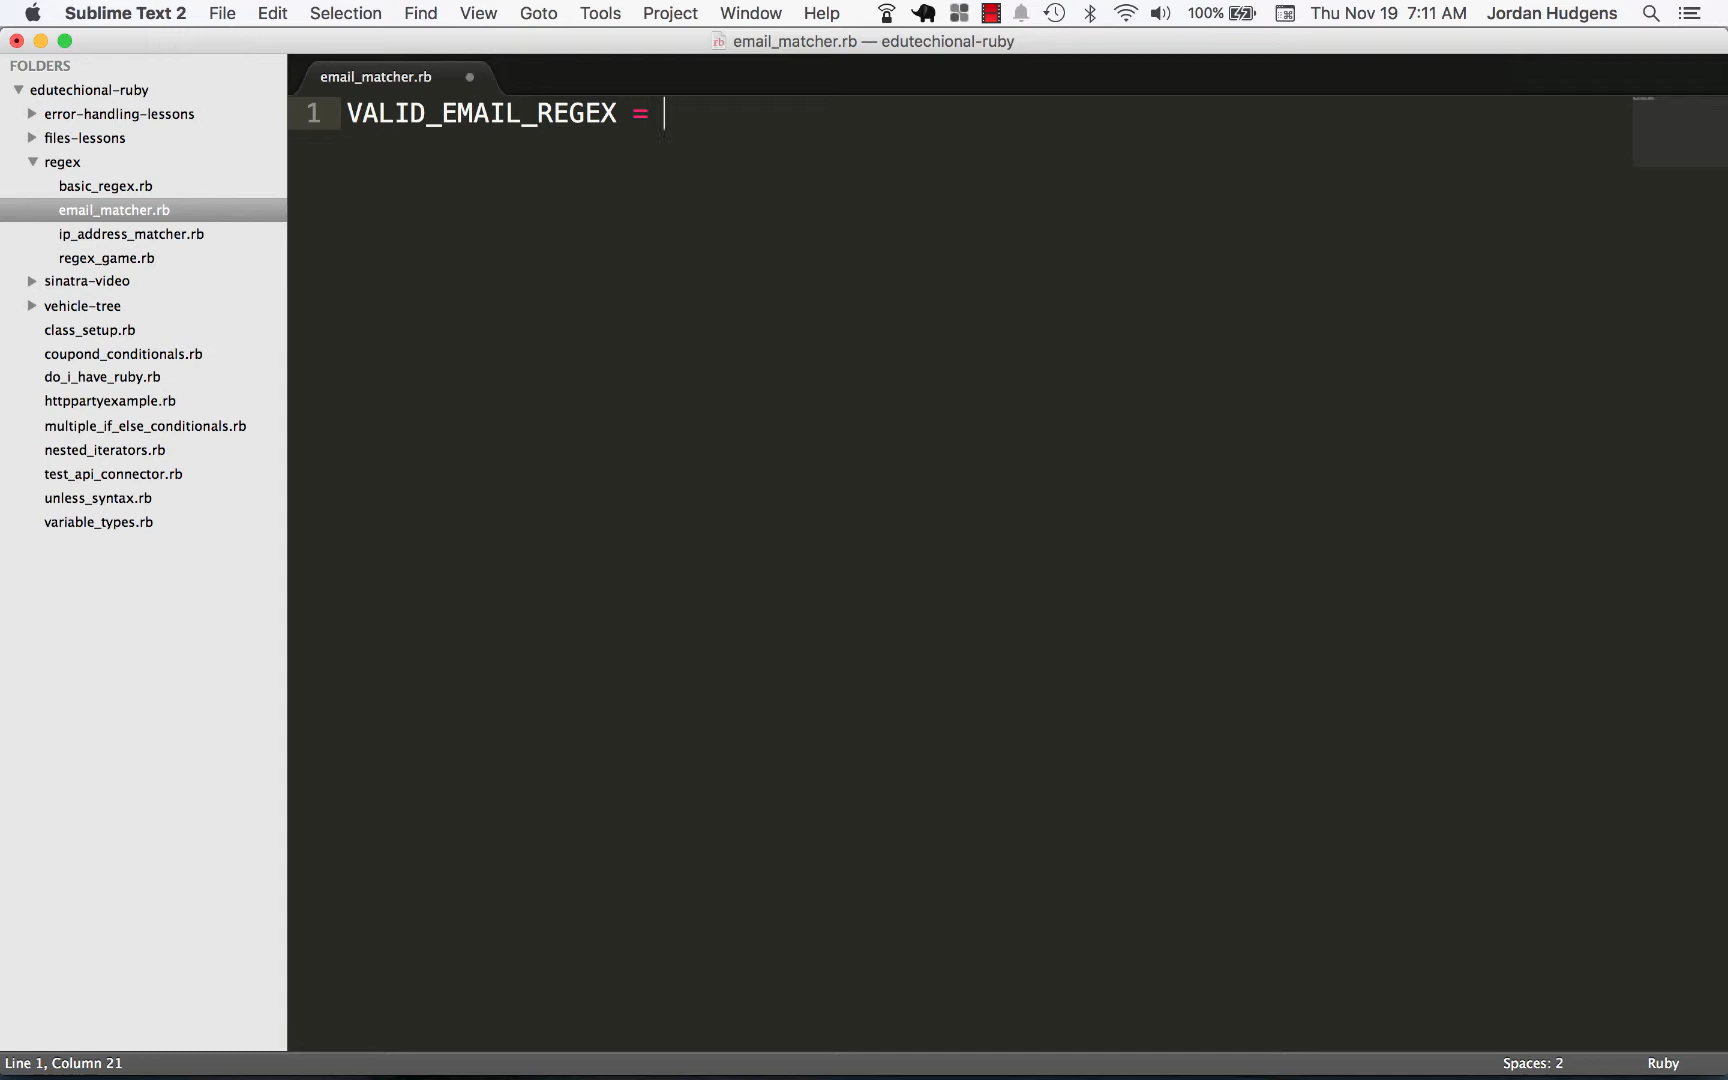 Sublime Text 2 File Edit Selection Find View Goto Tools Project Window Help 100% Thu Nov 19 7:11 AM Jordan Hudgens
rb email_matcher.rb — edutechional-ruby
FOLDERS
edutechional-ruby
error-handling-lessons
files-lessons
regex
basic_regex.rb
email_matcher.rb
ip_address_matcher.rb
regex_game.rb
sinatra-video
vehicle-tree
class_setup.rb
coupond_conditionals.rb
do_i_have_ruby.rb
httppartyexample.rb
multiple_if_else_conditionals.rb
nested_iterators.rb
test_api_connector.rb
unless_syntax.rb
variable_types.rb
email_matcher.rb
1 VALID_EMAIL_REGEX =
Line 1, Column 21 Spaces: 2 Ruby